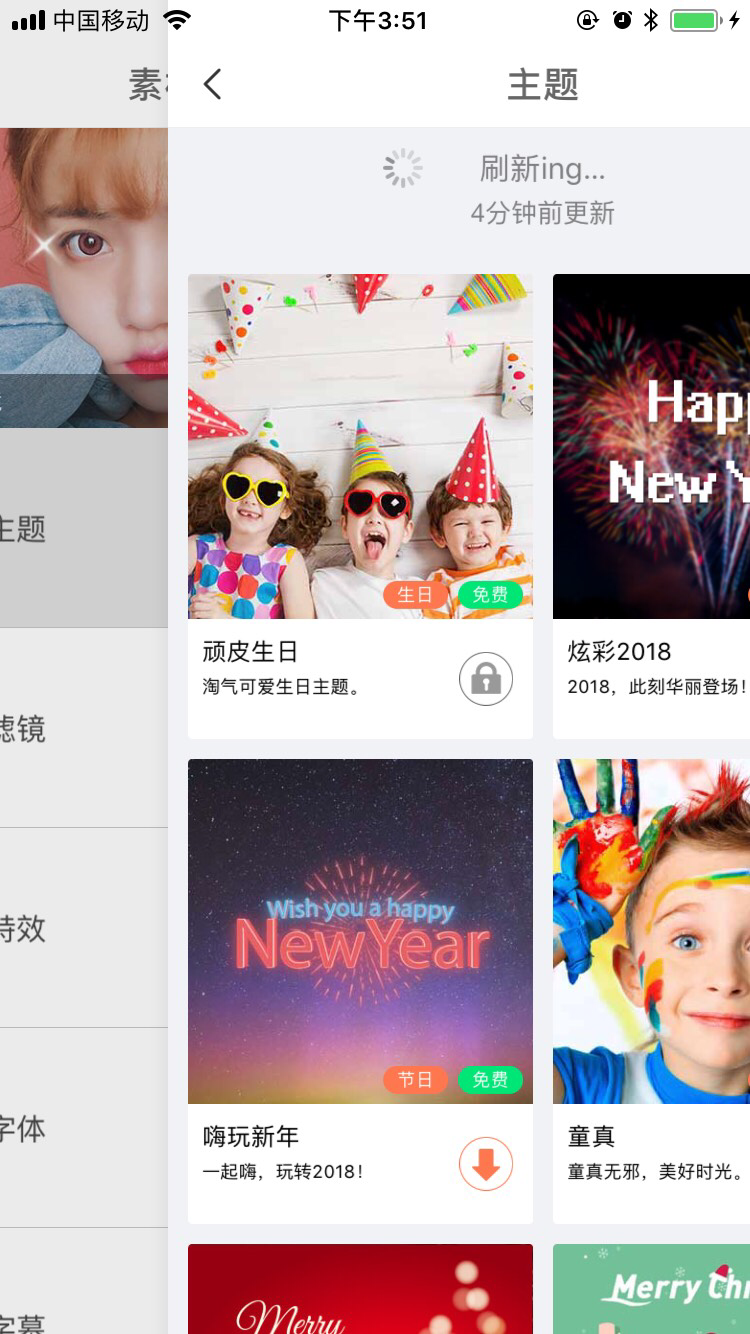 中国移动
下午3:51
素
主题
刷新ing...
4分钟前更新
主题
滤镜
特效
字体
字幕
生日
免费
顽皮生日
淘气可爱生日主题。
Happ
New Y
炫彩2018
2018，此刻华丽登场！
Wish you a happy
New Year
节日
免费
嗨玩新年
一起嗨，玩转2018！
童真
童真无邪，美好时光。
Merry
Merry Chr